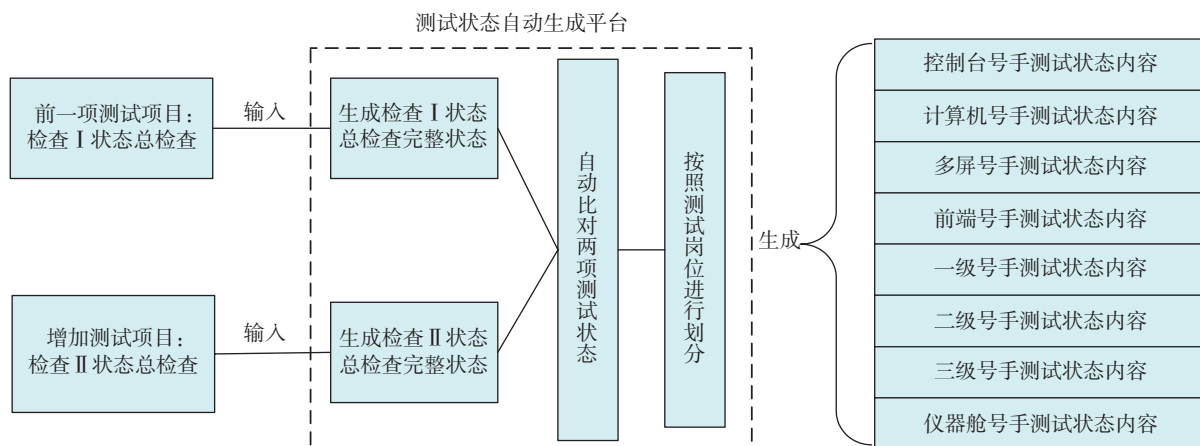 测试状态自动生成平台
前一项测试项目：
检查Ⅰ状态总检查
输入
生成检查Ⅰ状态
总检查完整状态
增加测试项目：
检查Ⅱ状态总检查
输入
生成检查Ⅱ状态
总检查完整状态
自动比对两项测试状态
按照测试岗位进行划分
生成
控制台号手测试状态内容
计算机号手测试状态内容
多屏号手测试状态内容
前端号手测试状态内容
一级号手测试状态内容
二级号手测试状态内容
三级号手测试状态内容
仪器舱号手测试状态内容